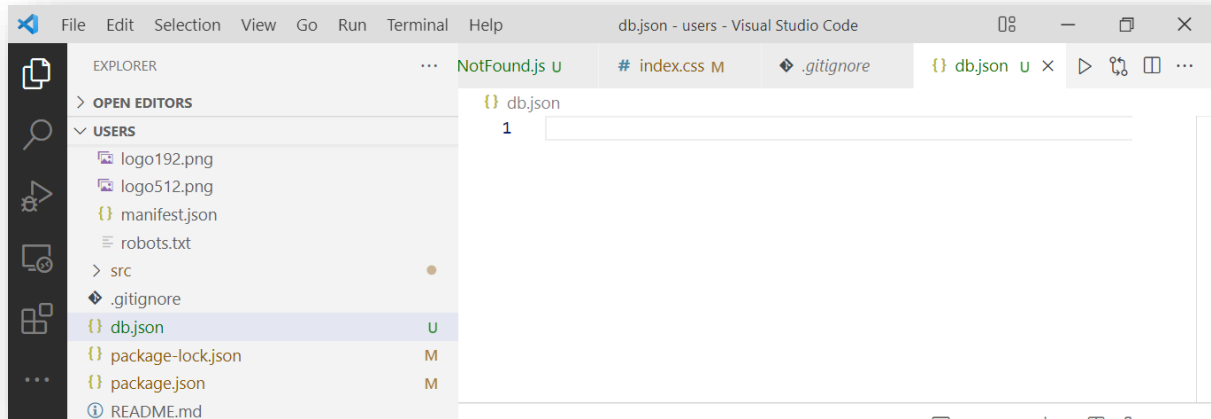 File Edit Selection View Go Run Terminal Help db.json - users - Visual Studio Code
EXPLORER ... NotFound.js U # index.css M .gitignore {} db.json U
OPEN EDITORS
{} db.json
USERS
1
logo192.png
logo512.png
{} manifest.json
robots.txt
src
.gitignore
{} db.json U
{} package-lock.json M
{} package.json M
README.md